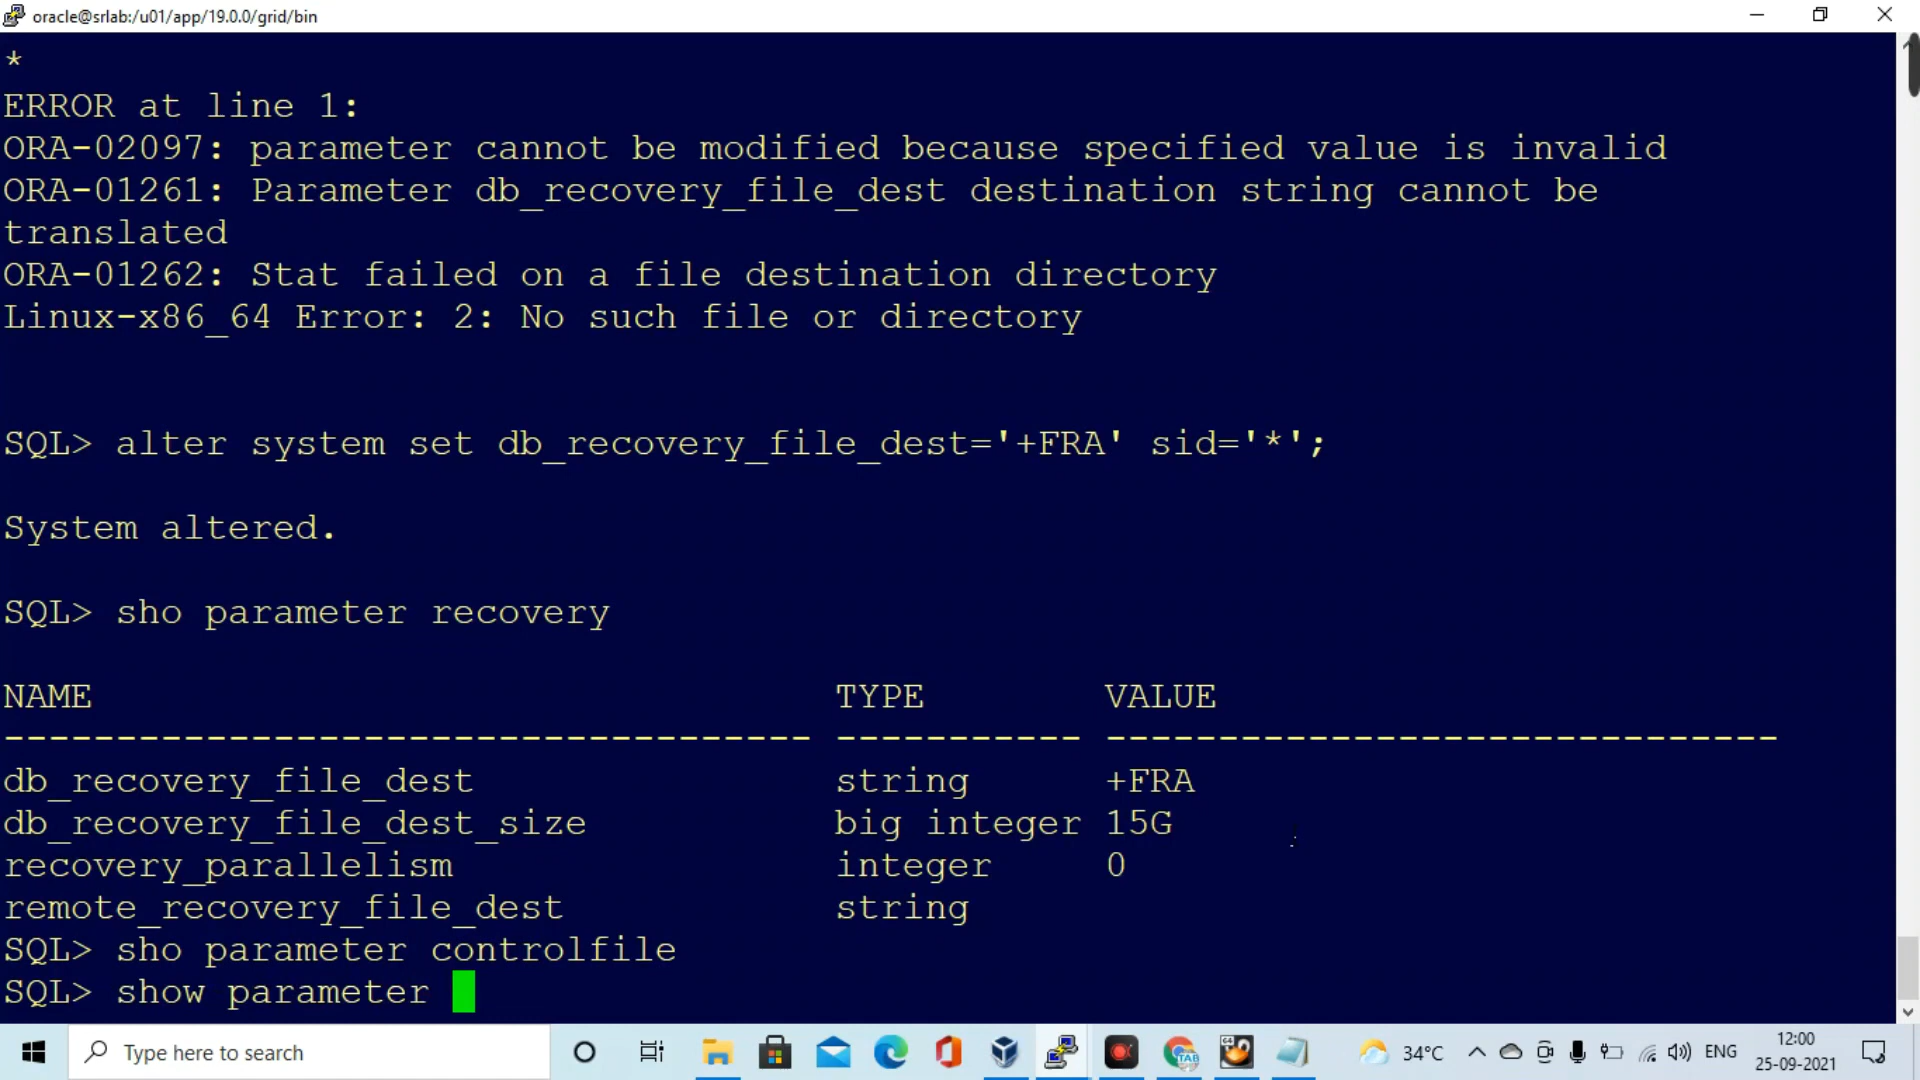 oracle@srlab:/u01/app/19.0.0/grid/bin
*
ERROR at line 1:
ORA-02097: parameter cannot be modified because specified value is invalid
ORA-01261: Parameter db_recovery_file_dest destination string cannot be
translated
ORA-01262: Stat failed on a file destination directory
Linux-x86_64 Error: 2: No such file or directory
SQL> alter system set db_recovery_file_dest='+FRA' sid='*';
System altered.
SQL> sho parameter recovery
NAME TYPE VALUE
------------------------------------ ----------- ------------------------------
db_recovery_file_dest string +FRA
db_recovery_file_dest_size big integer 15G
recovery_parallelism integer 0
remote_recovery_file_dest string
SQL> sho parameter controlfile
SQL> show parameter
Type here to search
TAB
64
34°C
ENG
12:00
25-09-2021